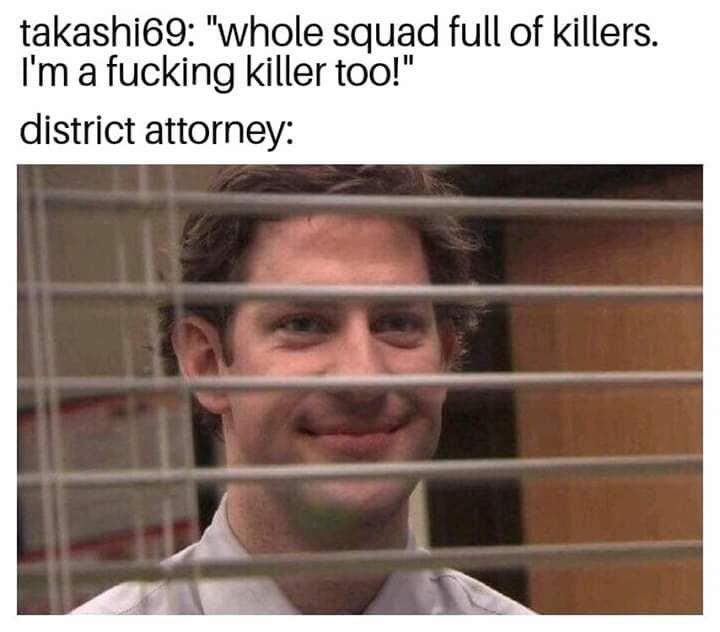 takashi69: "whole squad full of killers.
I'm a fucking killer too!"
district attorney: